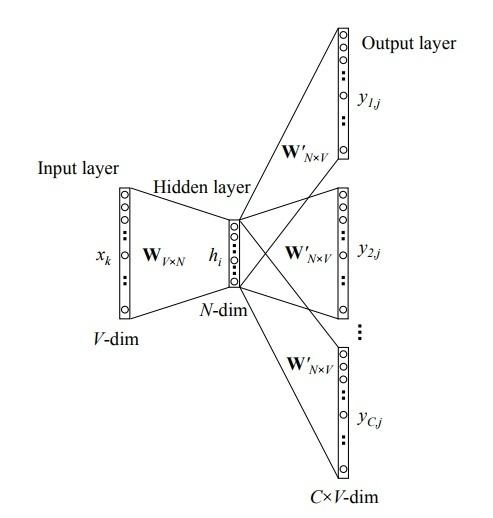 Output layer
y1,j
W′N×V
Input layer
Hidden layer
xk
WV×N
hi
W′N×V
y2,j
N-dim
V-dim
W′N×V
yC,j
C×V-dim